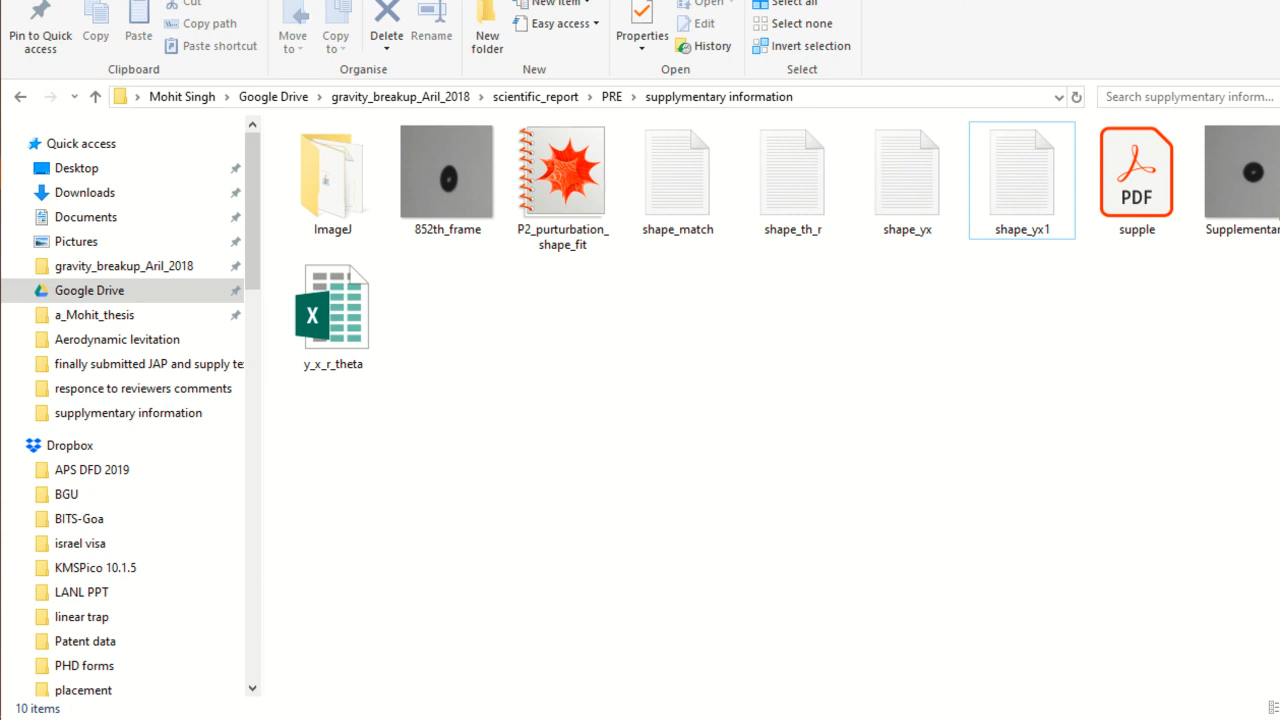 Cut
New item
Open
Select all
Copy path
Easy access
Edit
Select none
Pin to Quick access
Copy
Paste
Paste shortcut
Move to
Copy to
Delete
Rename
New folder
Properties
History
Invert selection
Clipboard
Organise
New
Open
Select
Mohit Singh
Google Drive
gravity_breakup_Aril_2018
scientific_report
PRE
supplymentary information
Search supplymentary inform...
Quick access
Desktop
Downloads
Documents
Pictures
gravity_breakup_Aril_2018
Google Drive
a_Mohit_thesis
Aerodynamic levitation
finally submitted JAP and supply te
responce to reviewers comments
supplymentary information
Dropbox
APS DFD 2019
BGU
BITS-Goa
israel visa
KMSPico 10.1.5
LANL PPT
linear trap
Patent data
PHD forms
placement
ImageJ
852th_frame
P2_purturbation_
shape_fit
shape_match
shape_th_r
shape_yx
shape_yx1
PDF
supple
Supplementar
X
y_x_r_theta
10 items